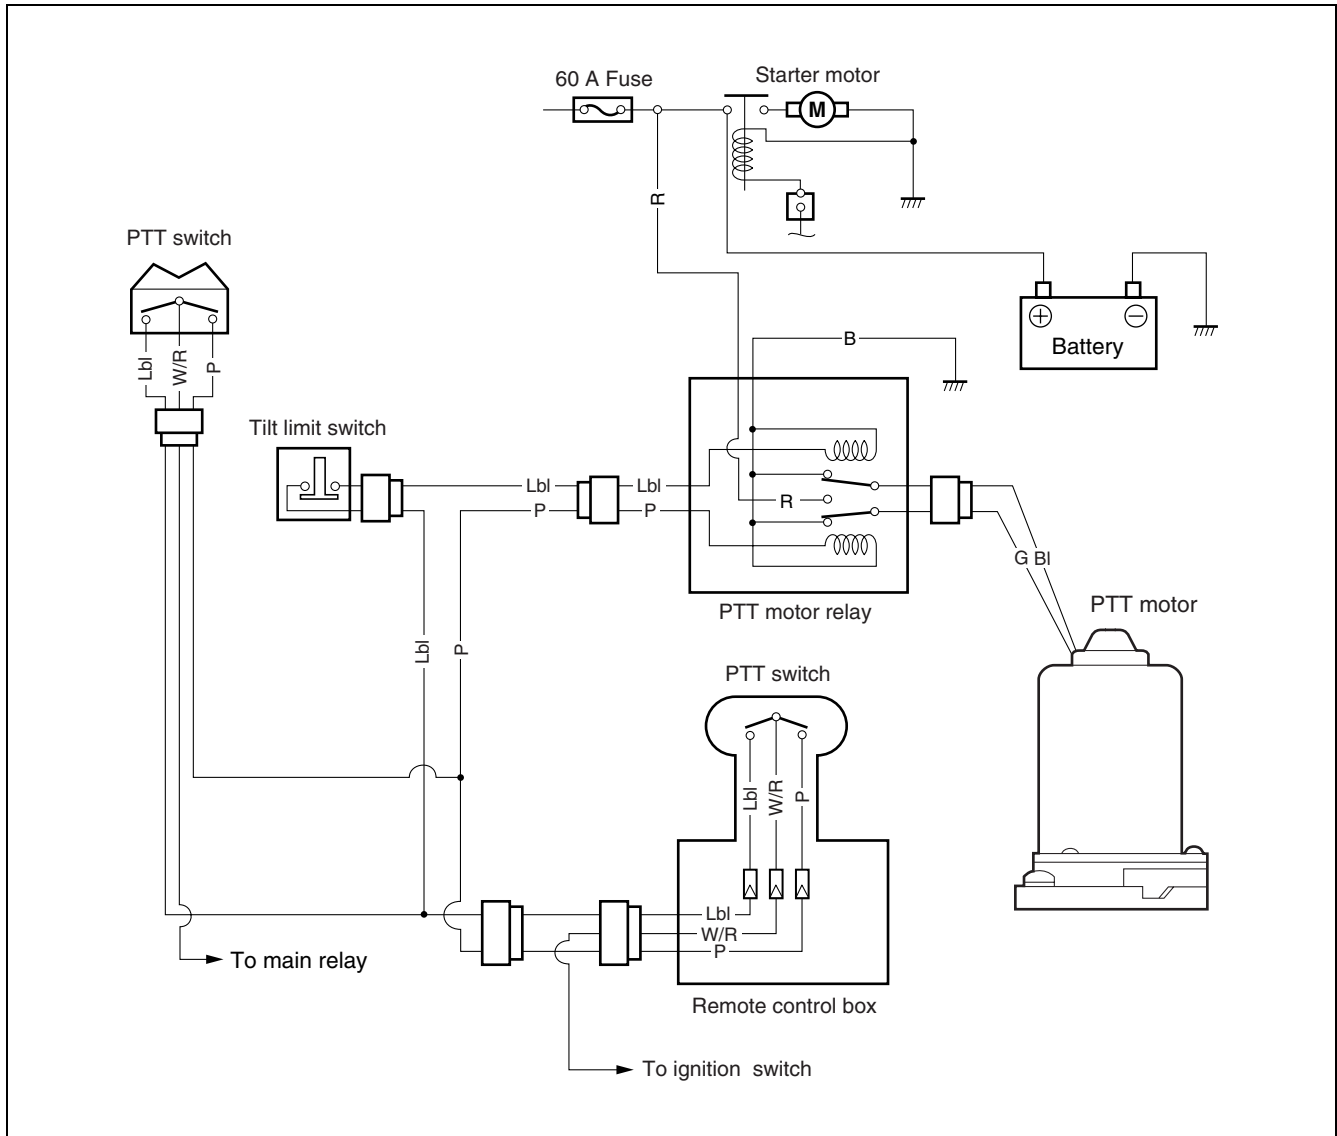 60 A Fuse
Starter motor
M
R
PTT switch
Lbl
W/R
P
Battery
B
Tilt limit switch
Lbl
Lbl
P
P
R
G Bl
PTT motor relay
PTT motor
Lbl
P
PTT switch
Lbl
W/R
P
Lbl
W/R
P
To main relay
Remote control box
To ignition switch